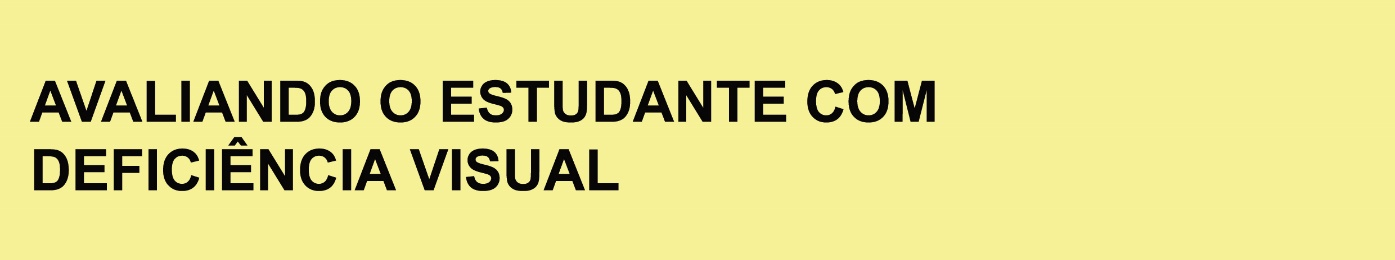 AVALIANDO O ESTUDANTE COM
DEFICIÊNCIA VISUAL